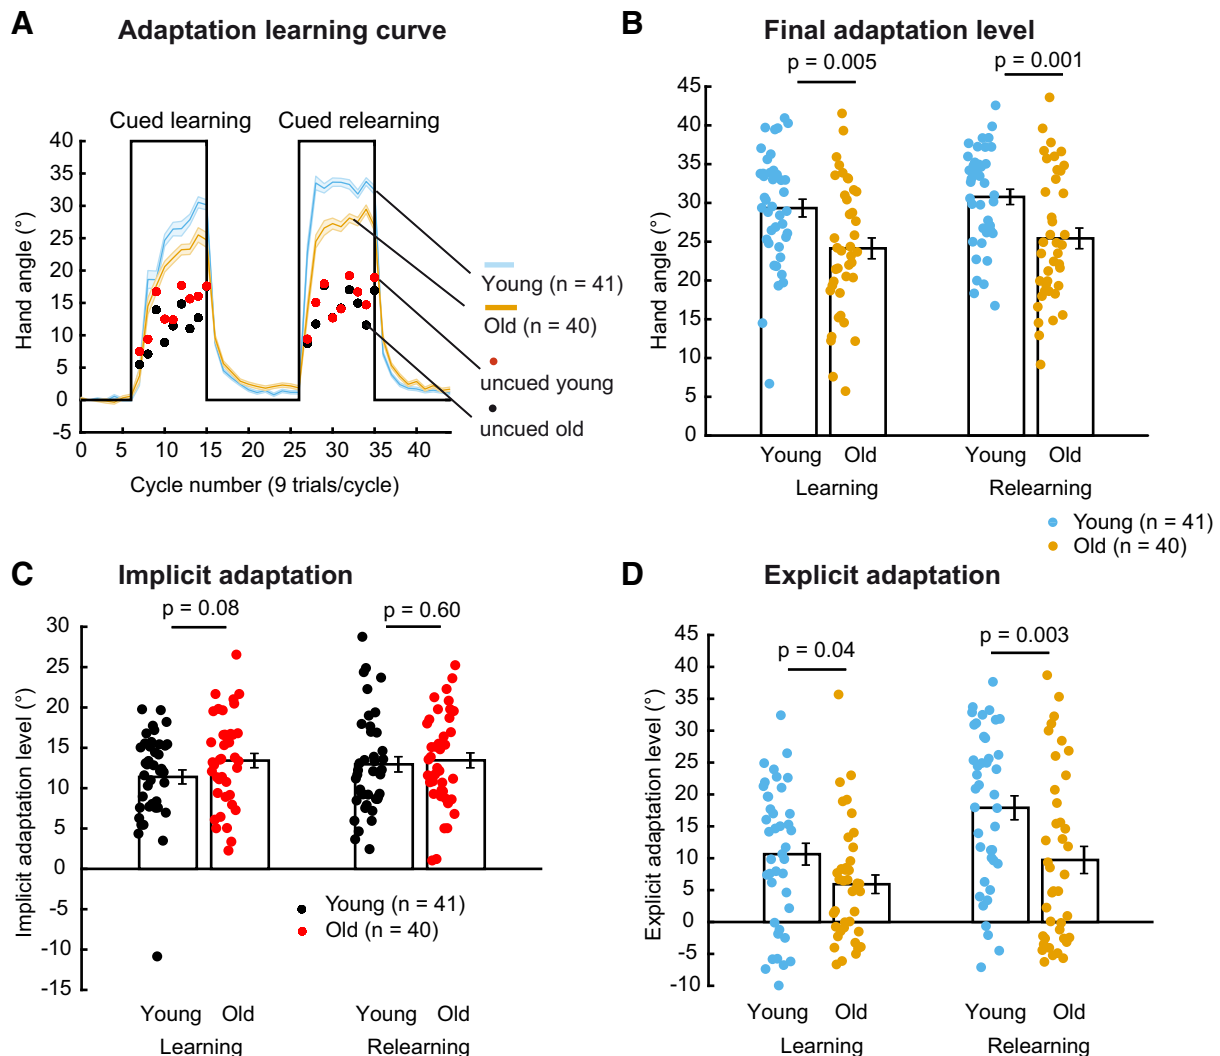 A
Adaptation learning curve
Cued learning
Cued relearning
40
35
30
25
20
15
10
5
0
-5
Hand angle (°)
0
5
10
15
20
25
30
35
40
Cycle number (9 trials/cycle)
Young (n = 41)
Old (n = 40)
uncued young
uncued old
B
Final adaptation level
p = 0.005
p = 0.001
45
40
35
30
25
20
15
10
5
0
Hand angle (°)
Young
Old
Young
Old
Learning
Relearning
Young (n = 41)
Old (n = 40)
C
Implicit adaptation
p = 0.08
p = 0.60
30
25
20
15
10
5
0
-5
-10
-15
Implicit adaptation level (°)
Young (n = 41)
Old (n = 40)
Young
Old
Young
Old
Learning
Relearning
D
Explicit adaptation
p = 0.04
p = 0.003
45
40
35
30
25
20
15
10
5
0
-5
-10
Explicit adaptation level (°)
Young
Old
Young
Old
Learning
Relearning